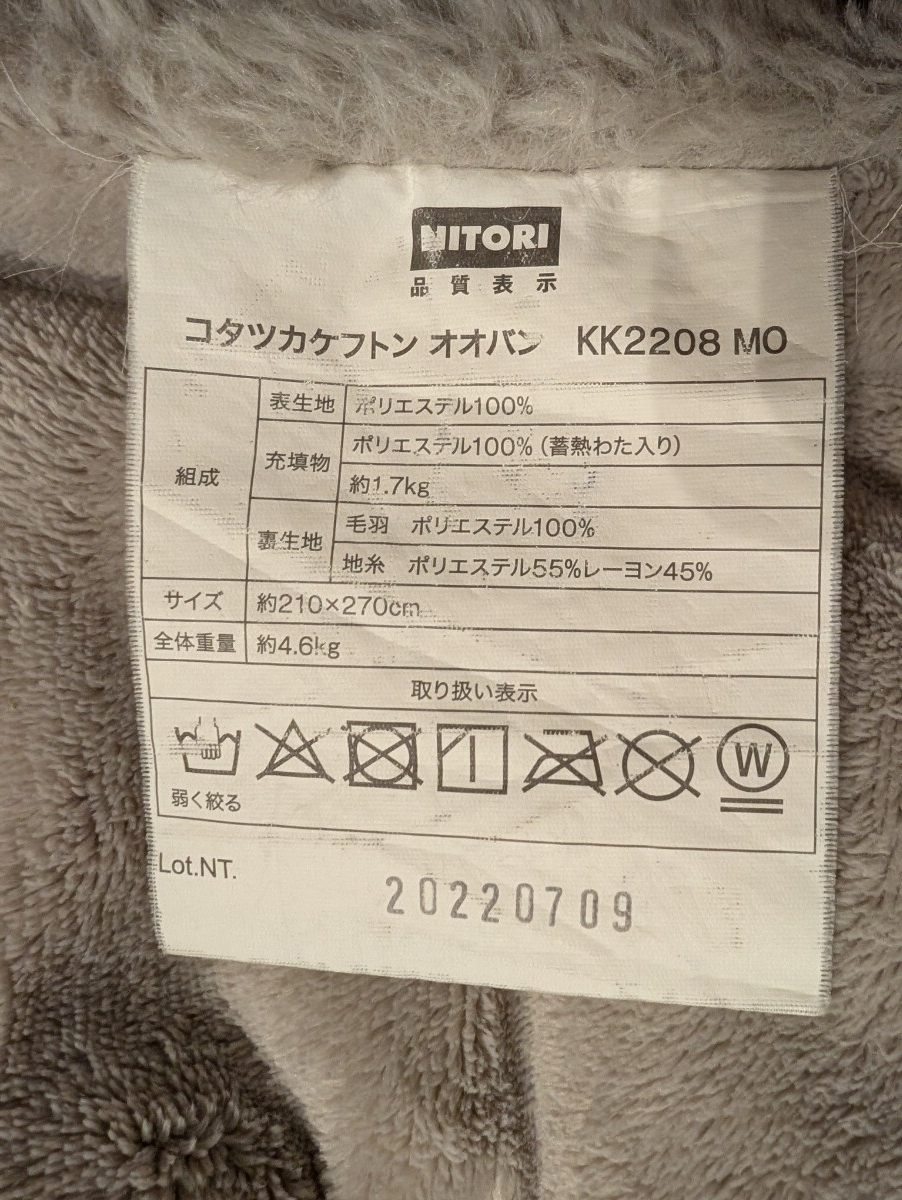 NITORI
品質表示
コタツカケフトン オオバン KK2208 MO
組成
表生地 ポリエステル100%
充填物 ポリエステル100%（蓄熱わた入り）
約1.7kg
裏生地 毛羽 ポリエステル100%
地糸 ポリエステル55%レーヨン45%
サイズ 約210×270cm
全体重量 約4.6kg
取り扱い表示
W
弱く絞る
Lot.NT.
20220709